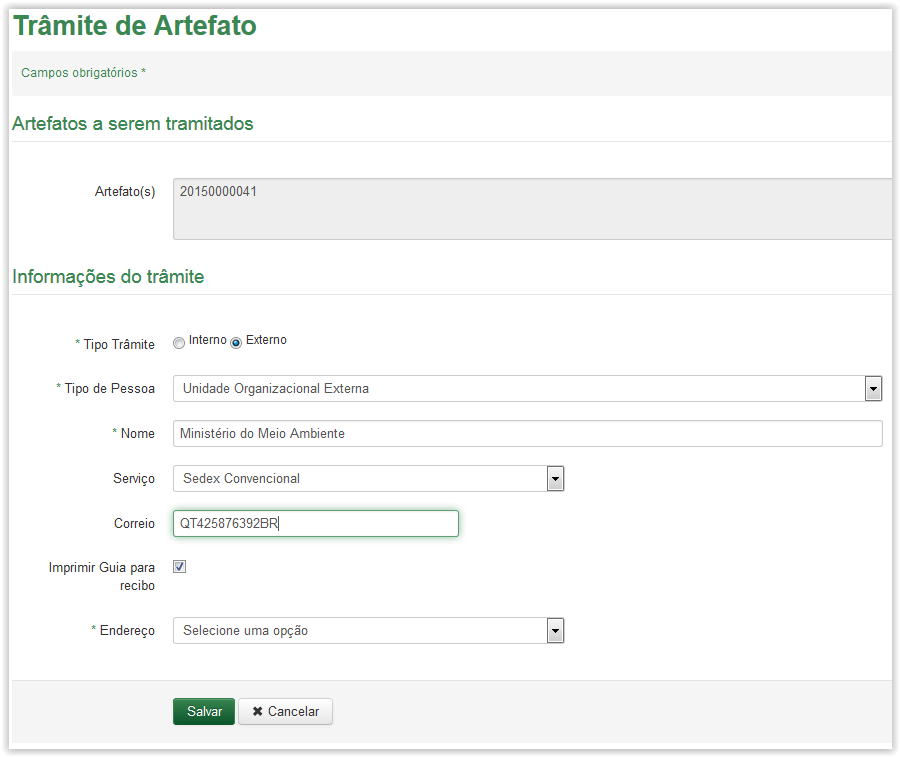 Trâmite de Artefato
Campos obrigatórios *
Artefatos a serem tramitados
Artefato(s)
20150000041
Informações do trâmite
* Tipo Trâmite
Interno
Externo
* Tipo de Pessoa
Unidade Organizacional Externa
* Nome
Ministério do Meio Ambiente
Serviço
Sedex Convencional
Correio
QT425876392BR
Imprimir Guia para
recibo
* Endereço
Selecione uma opção
Salvar
✖ Cancelar